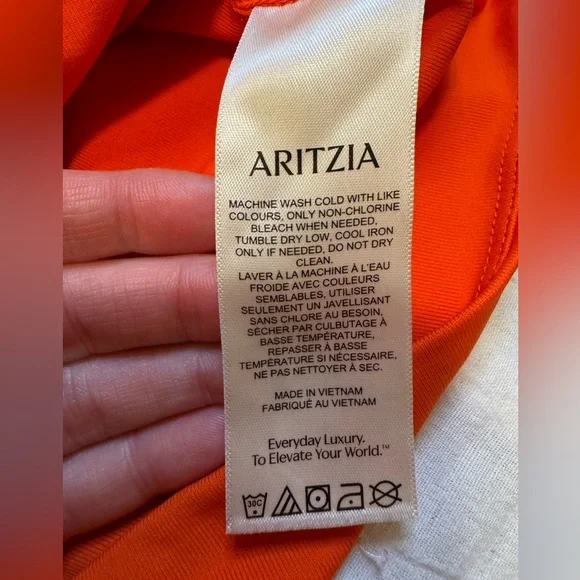 ARITZIA
MACHINE WASH COLD WITH LIKE
COLOURS, ONLY NON-CHLORINE
BLEACH WHEN NEEDED,
TUMBLE DRY LOW, COOL IRON
ONLY IF NEEDED, DO NOT DRY
CLEAN.
LAVER À LA MACHINE À L'EAU
FROIDE AVEC COULEURS
SEMBLABLES, UTILISER
SEULEMENT UN JAVELLISANT
SANS CHLORE AU BESOIN,
SÉCHER PAR CULBUTAGE À
BASSE TEMPÉRATURE,
REPASSER À BASSE
TEMPÉRATURE SI NÉCESSAIRE,
NE PAS NETTOYER À SEC.
MADE IN VIETNAM
FABRIQUÉ AU VIETNAM
Everyday Luxury.
To Elevate Your World.™
30C